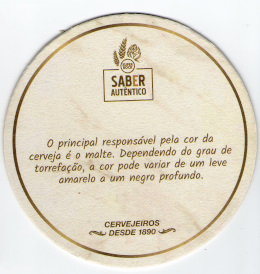 SABER
AUTÊNTICO
O principal responsável pela cor da
cerveja é o malte. Dependendo do grau de
torrefação, a cor pode variar de um leve
amarelo a um negro profundo.
CERVEJEIROS
DESDE 1890